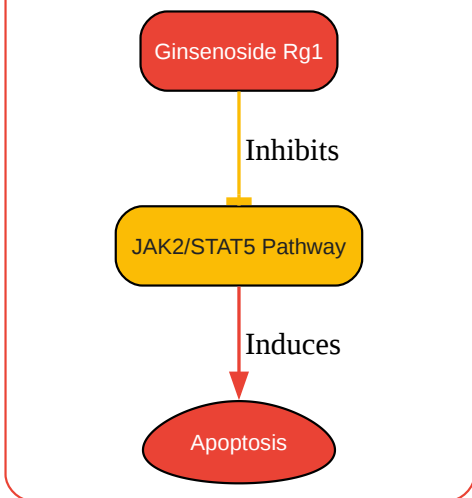 Ginsenoside Rg1
Inhibits
JAK2/STAT5 Pathway
Induces
Apoptosis